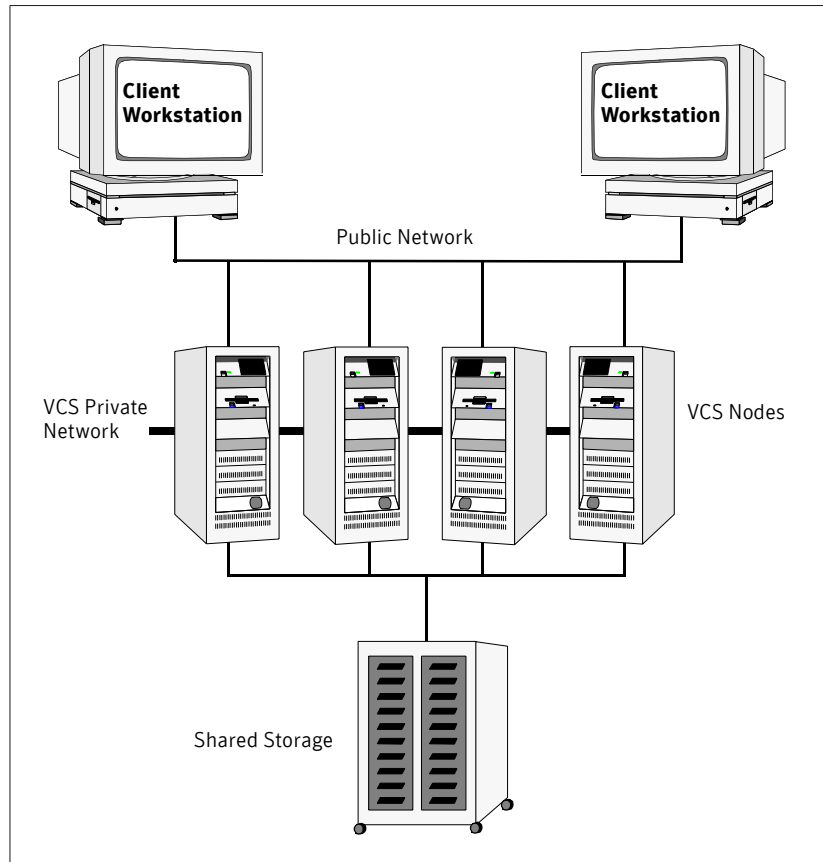 Client
Workstation
Client
Workstation
Public Network
VCS Private
Network
VCS Nodes
Shared Storage